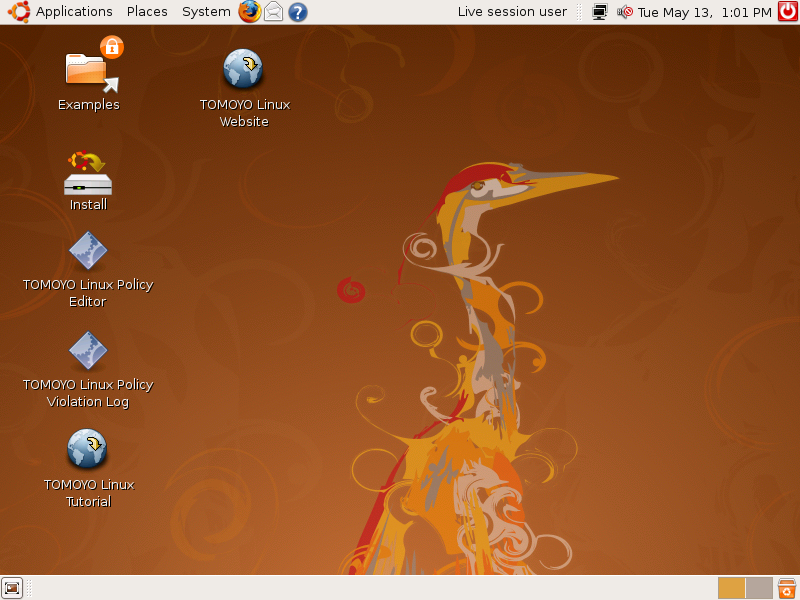 Applications Places System Live session user Tue May 13, 1:01 PM
Examples
TOMOYO Linux
Website
Install
TOMOYO Linux Policy
Editor
TOMOYO Linux Policy
Violation Log
TOMOYO Linux
Tutorial